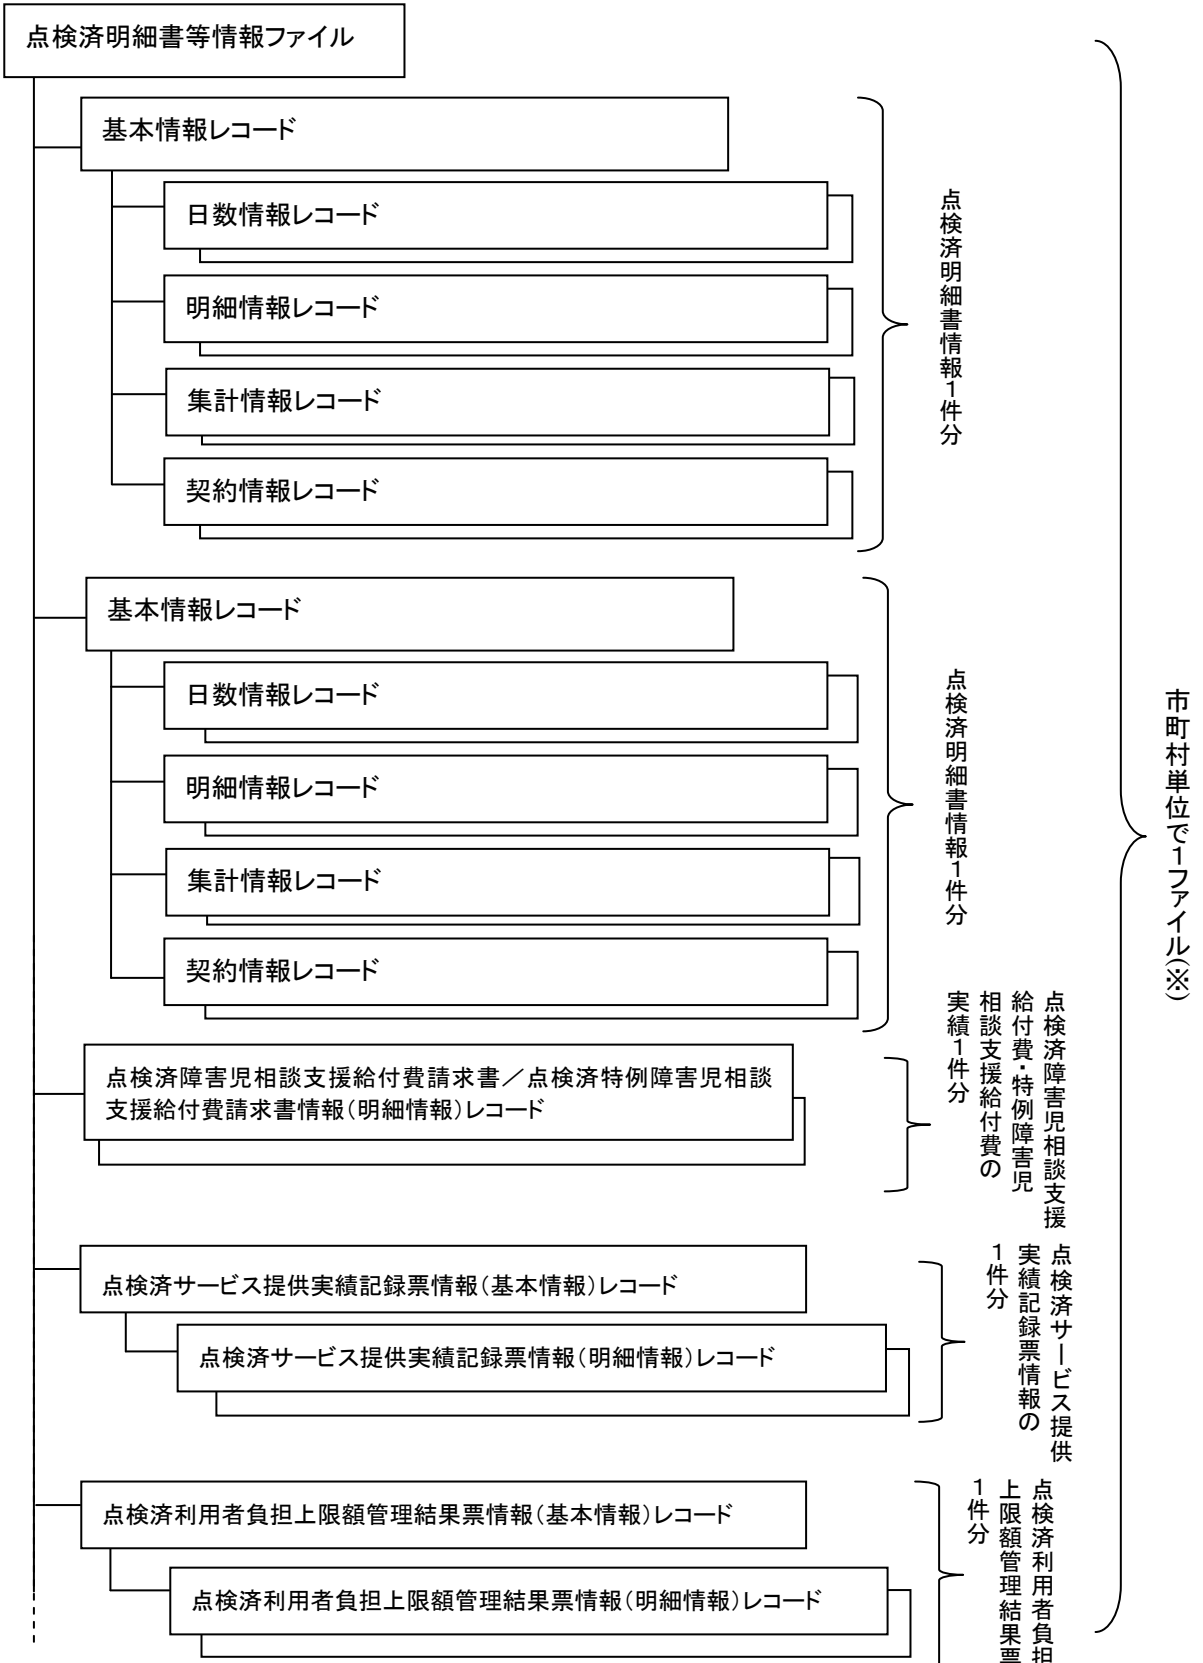 点検済明細書等情報ファイル
基本情報レコード
日数情報レコード
明細情報レコード
集計情報レコード
契約情報レコード
点検済明細書情報1件分
基本情報レコード
日数情報レコード
明細情報レコード
集計情報レコード
契約情報レコード
点検済明細書情報1件分
点検済障害児相談支援給付費請求書／点検済特例障害児相談
支援給付費請求書情報（明細情報）レコード
点検済障害児相談支援
給付費・特例障害児
相談支援給付費の
実績1件分
点検済サービス提供実績記録票情報（基本情報）レコード
点検済サービス提供実績記録票情報（明細情報）レコード
点検済サービス提供
実績記録票情報の
1件分
点検済利用者負担上限額管理結果票情報（基本情報）レコード
点検済利用者負担上限額管理結果票情報（明細情報）レコード
点検済利用者負担
上限額管理結果票
1件分
市町村単位で1ファイル(※)